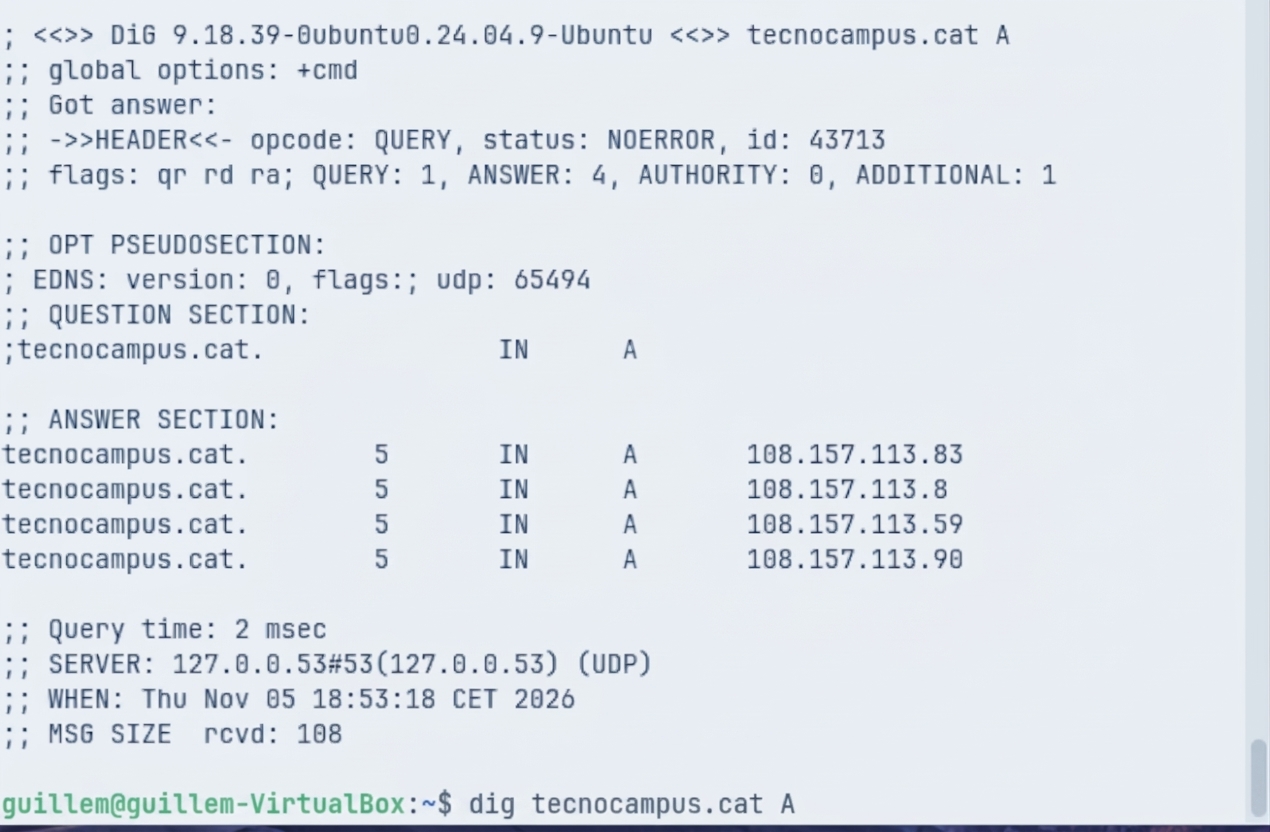 ; <<>> DiG 9.18.39-0ubuntu0.24.04.9-Ubuntu <<>> tecnocampus.cat A
;; global options: +cmd
;; Got answer:
;; ->>HEADER<<- opcode: QUERY, status: NOERROR, id: 43713
;; flags: qr rd ra; QUERY: 1, ANSWER: 4, AUTHORITY: 0, ADDITIONAL: 1
;; OPT PSEUDOSECTION:
; EDNS: version: 0, flags:; udp: 65494
;; QUESTION SECTION:
;tecnocampus.cat. IN A
;; ANSWER SECTION:
tecnocampus.cat. 5 IN A 108.157.113.83
tecnocampus.cat. 5 IN A 108.157.113.8
tecnocampus.cat. 5 IN A 108.157.113.59
tecnocampus.cat. 5 IN A 108.157.113.90
;; Query time: 2 msec
;; SERVER: 127.0.0.53#53(127.0.0.53) (UDP)
;; WHEN: Thu Nov 05 18:53:18 CET 2026
;; MSG SIZE rcvd: 108
guillem@guillem-VirtualBox:~$ dig tecnocampus.cat A